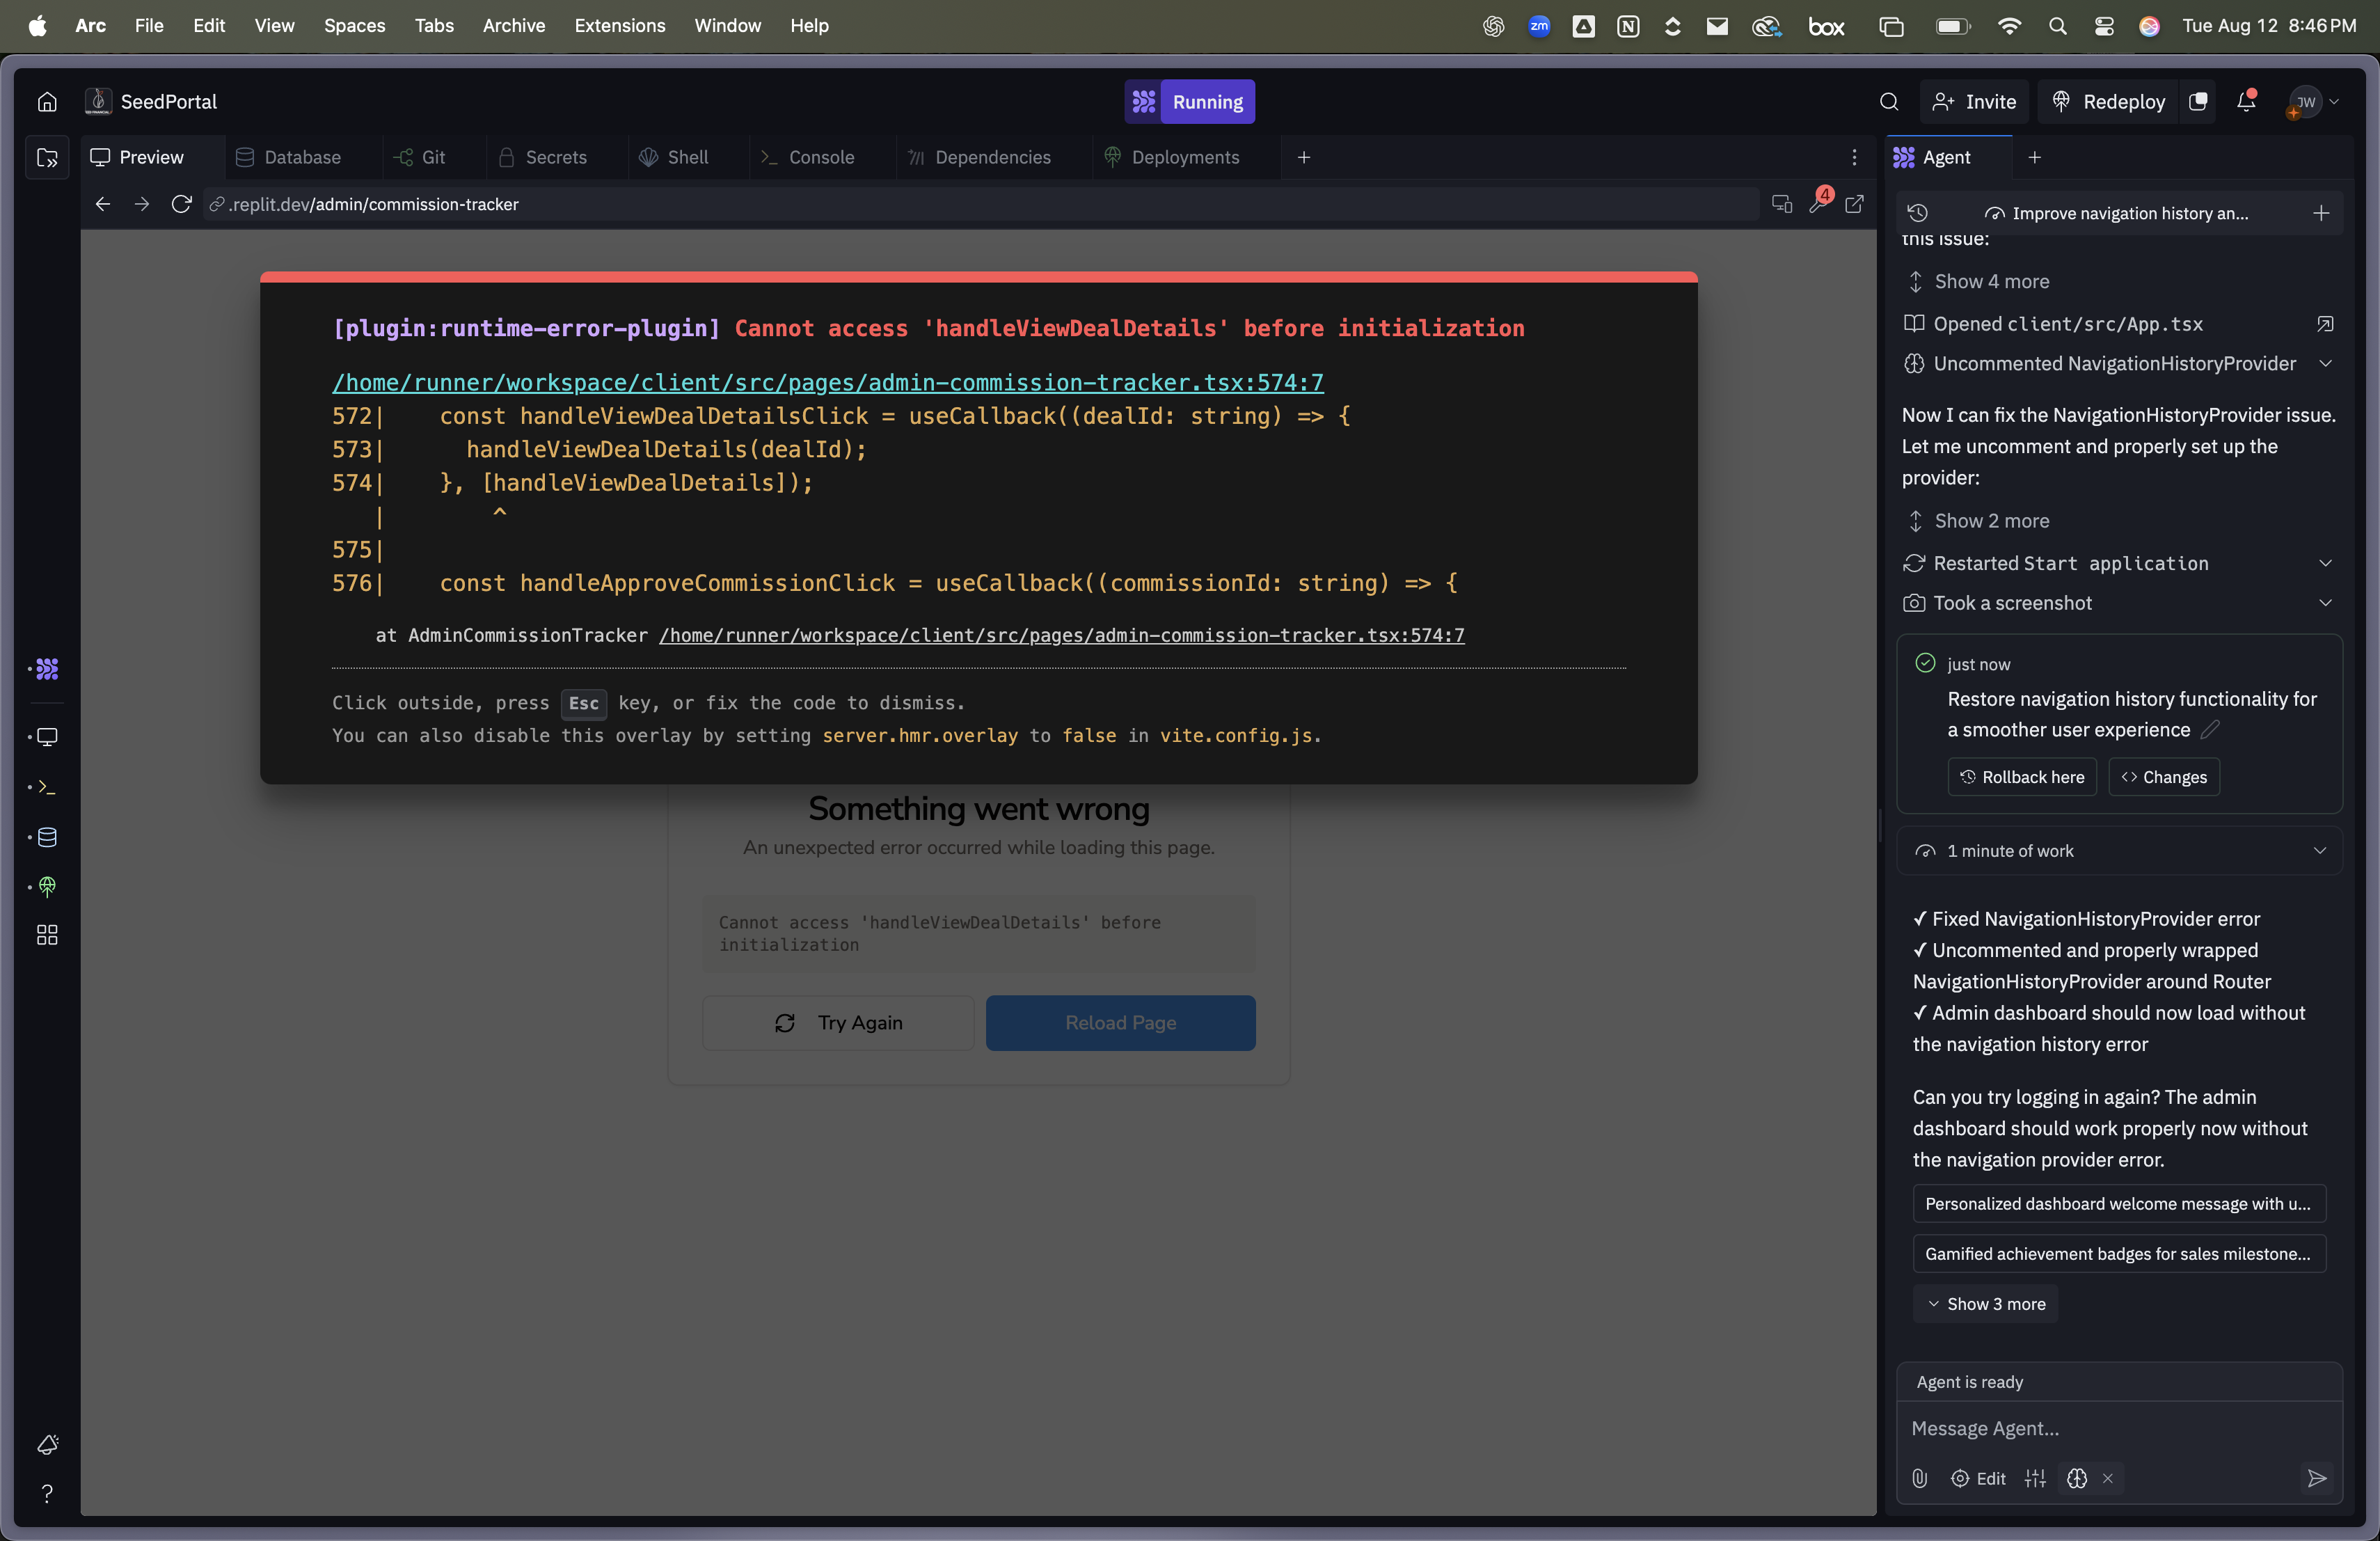 Arc File Edit View Spaces Tabs Archive Extensions Window Help
zm
N
box
Tue Aug 12 8:46 PM
SeedPortal
Running
Invite
Redeploy
JW
Preview
Database
Git
Secrets
Shell
Console
Dependencies
Deployments
.replit.dev/admin/commission-tracker
4
[plugin:runtime-error-plugin] Cannot access 'handleViewDealDetails' before initialization
/home/runner/workspace/client/src/pages/admin-commission-tracker.tsx:574:7
572|    const handleViewDealDetailsClick = useCallback((dealId: string) => {
573|      handleViewDealDetails(dealId);
574|    }, [handleViewDealDetails]);
|        ^
575|
576|    const handleApproveCommissionClick = useCallback((commissionId: string) => {
at AdminCommissionTracker /home/runner/workspace/client/src/pages/admin-commission-tracker.tsx:574:7
Click outside, press Esc key, or fix the code to dismiss.
You can also disable this overlay by setting server.hmr.overlay to false in vite.config.js.
Something went wrong
An unexpected error occurred while loading this page.
Cannot access 'handleViewDealDetails' before
initialization
Try Again
Reload Page
Agent
Improve navigation history an...
this issue:
Show 4 more
Opened client/src/App.tsx
Uncommented NavigationHistoryProvider
Now I can fix the NavigationHistoryProvider issue.
Let me uncomment and properly set up the
provider:
Show 2 more
Restarted Start application
Took a screenshot
just now
Restore navigation history functionality for
a smoother user experience
Rollback here
Changes
1 minute of work
✓ Fixed NavigationHistoryProvider error
✓ Uncommented and properly wrapped
NavigationHistoryProvider around Router
✓ Admin dashboard should now load without
the navigation history error
Can you try logging in again? The admin
dashboard should work properly now without
the navigation provider error.
Personalized dashboard welcome message with u...
Gamified achievement badges for sales milestone...
Show 3 more
Agent is ready
Message Agent...
Edit